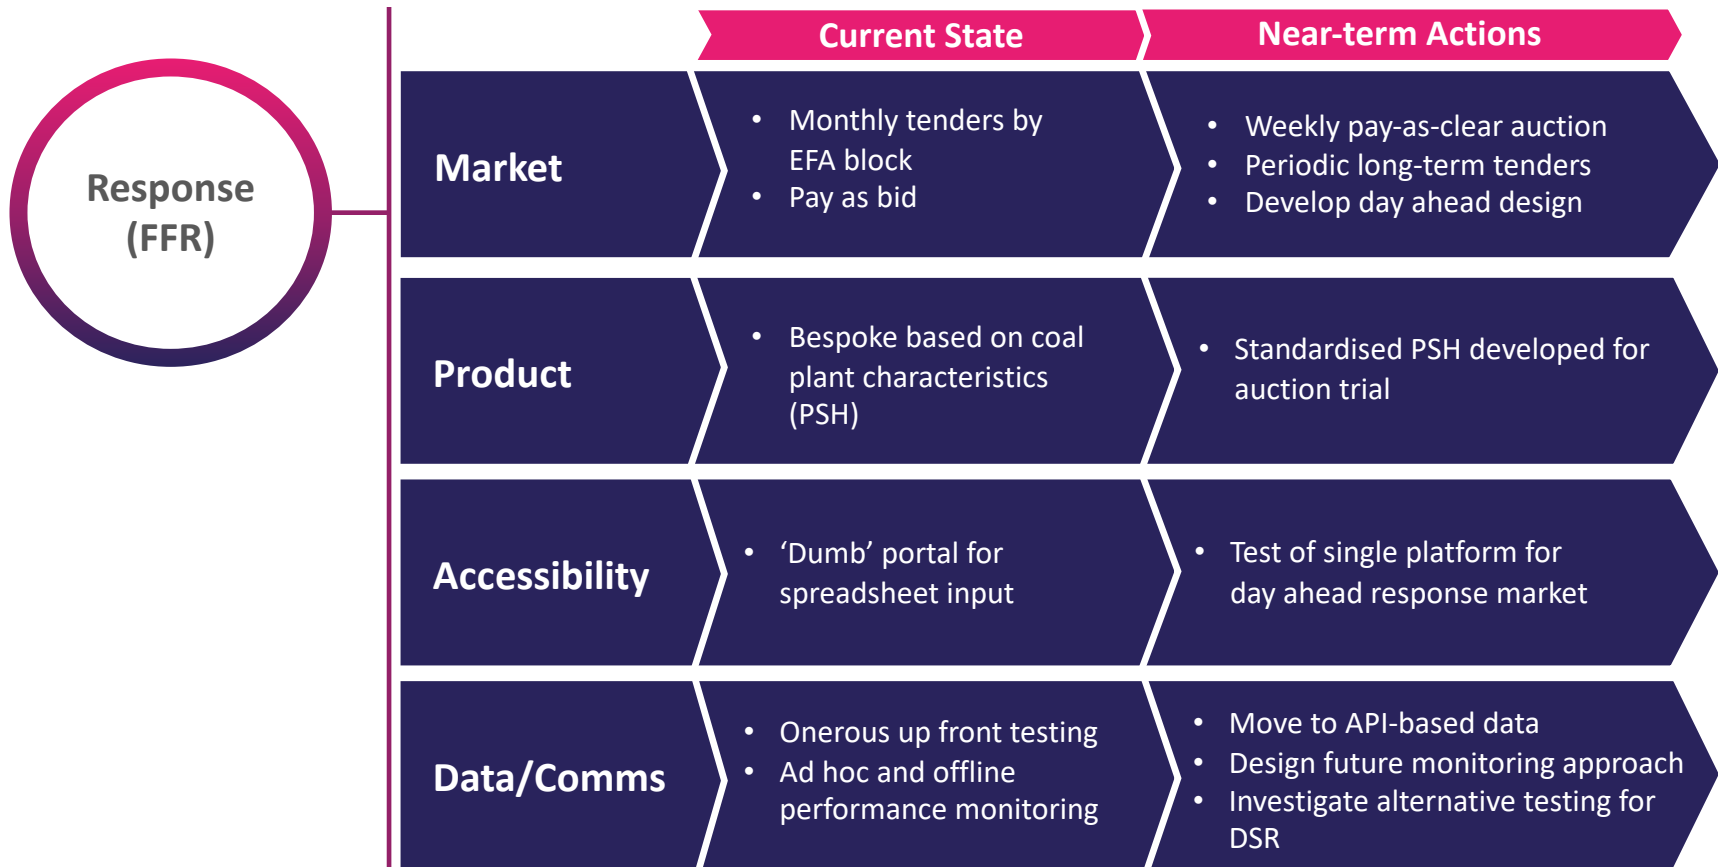 Current State
Near-term Actions
Response
(FFR)
Market
• Monthly tenders by
EFA block
• Pay as bid
• Weekly pay-as-clear auction
• Periodic long-term tenders
• Develop day ahead design
Product
• Bespoke based on coal
plant characteristics
(PSH)
• Standardised PSH developed for
auction trial
Accessibility
• ‘Dumb’ portal for
spreadsheet input
• Test of single platform for
day ahead response market
Data/Comms
• Onerous up front testing
• Ad hoc and offline
performance monitoring
• Move to API-based data
• Design future monitoring approach
• Investigate alternative testing for
DSR